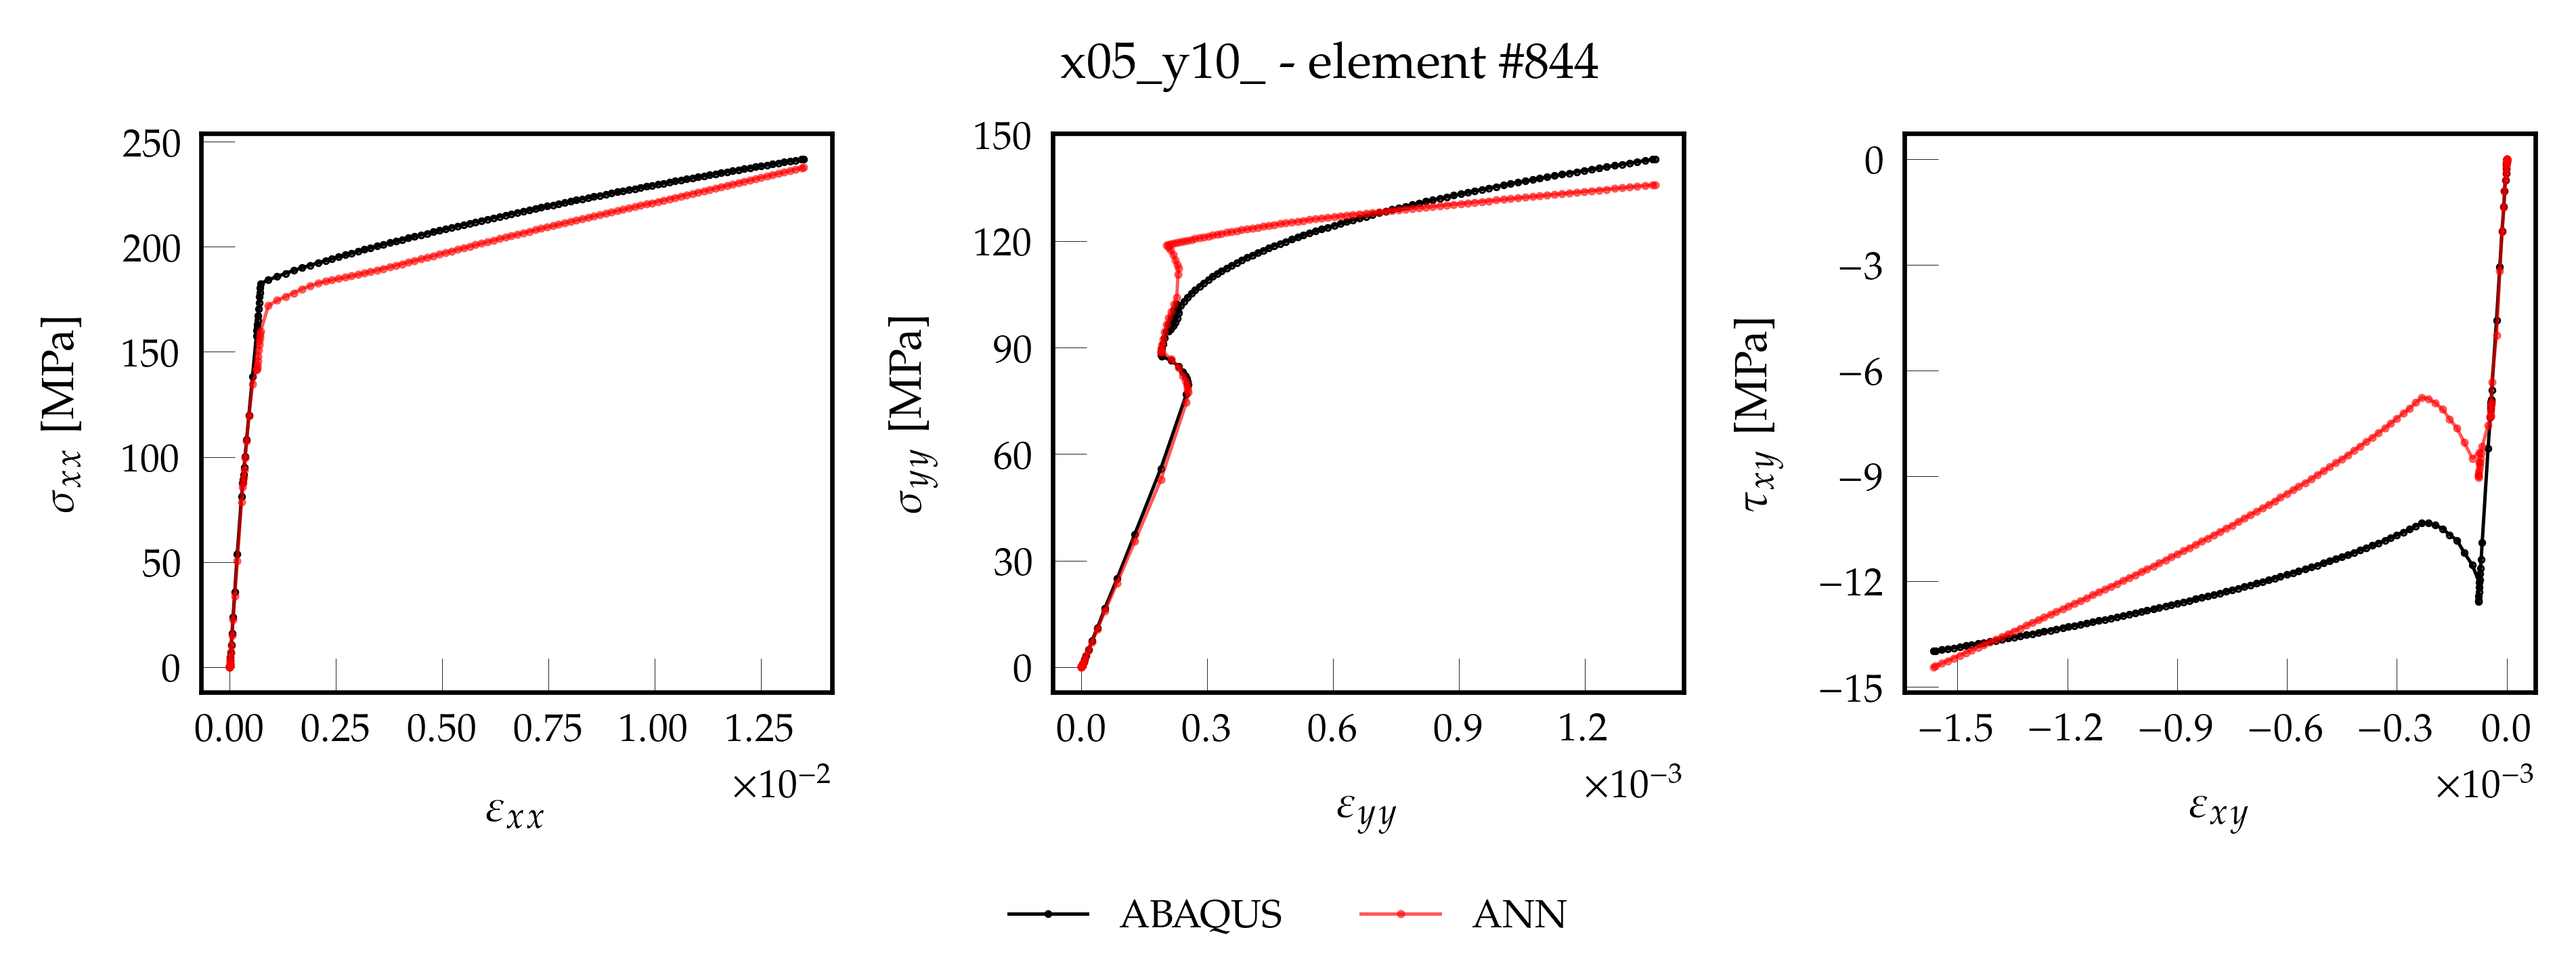 x05_y10_ - element #844
250
200
150
100
50
0
σxx [MPa]
0.00 0.25 0.50 0.75 1.00 1.25
×10−2
εxx
150
120
90
60
30
0
σyy [MPa]
0.0 0.3 0.6 0.9 1.2
×10−3
εyy
0
−3
−6
−9
−12
−15
τxy [MPa]
−1.5 −1.2 −0.9 −0.6 −0.3 0.0
×10−3
εxy
ABAQUS ANN